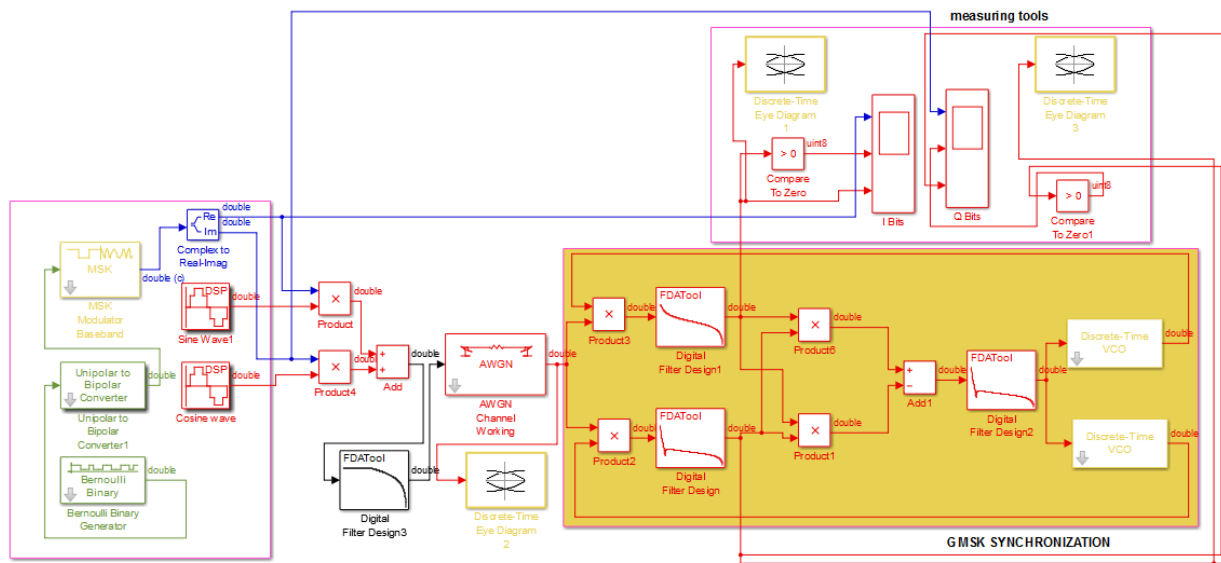 measuring tools
Discrete-Time
Eye Diagram
1
> 0
uint8
Compare
To Zero
I Bits
Q Bits
Discrete-Time
Eye Diagram
3
> 0
uint8
Compare
To Zero1
MSK
MSK
Modulator
Baseband
double (c)
Re
Im
double
double
Complex to
Real-Imag
DSP
double
Sine Wave1
DSP
double
Cosine wave
Unipolar to
Bipolar
Converter
double
Unipolar to
Bipolar
Converter1
Bernoulli
Binary
double
Bernoulli Binary
Generator
×
double
Product
×
double
Product4
+
+
double
Add
FDATool
double
Digital
Filter Design3
AWGN
double
AWGN
Channel
Working
Discrete-Time
Eye Diagram
2
×
double
Product3
FDATool
double
Digital
Filter Design1
×
double
Product2
FDATool
double
Digital
Filter Design
×
double
Product6
×
double
Product1
+
−
double
Add1
FDATool
double
Digital
Filter Design2
Discrete-Time
VCO
double
Discrete-Time
VCO
double
GMSK SYNCHRONIZATION